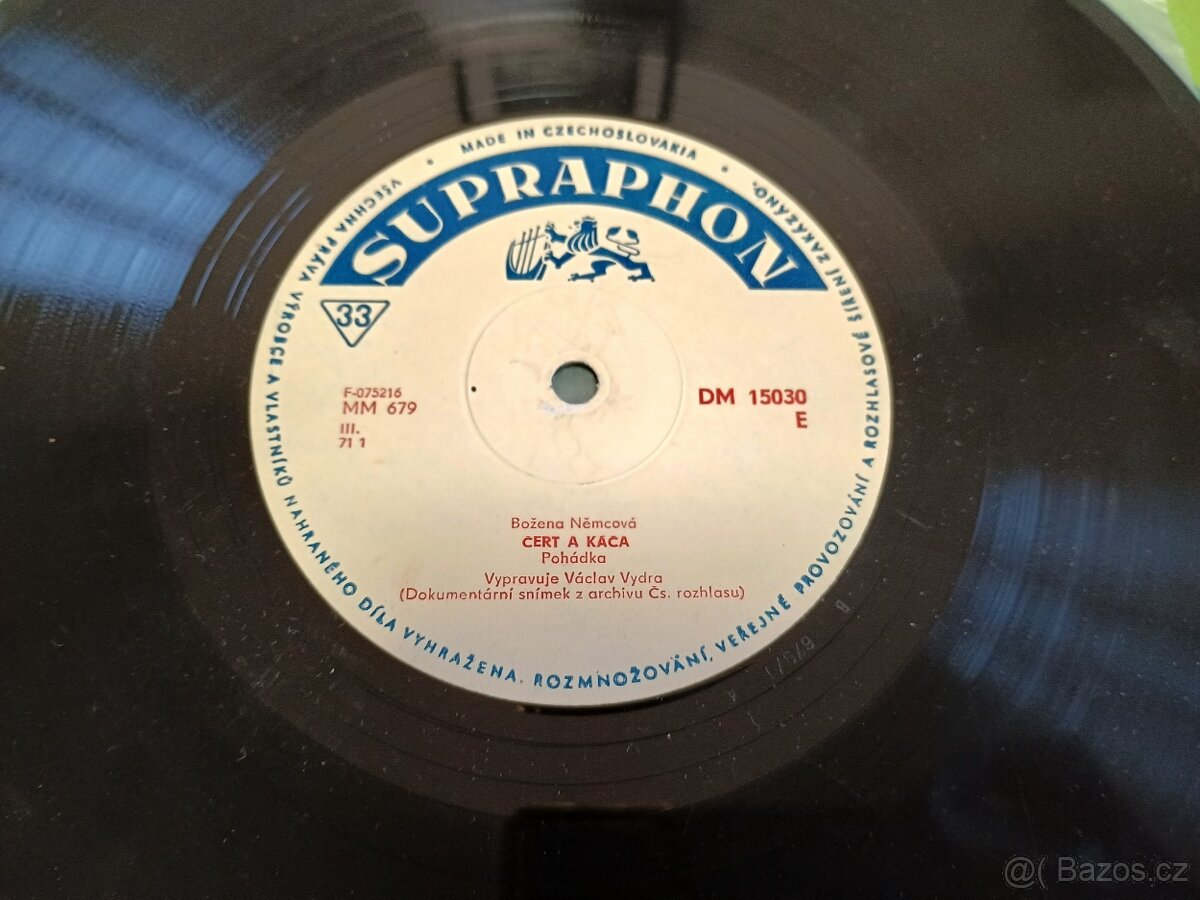 MADE IN CZECHOSLOVAKIA
SUPRAPHON
33
F-075216
MM 679
III.
71 1
DM 15030
E
Božena Němcová
ČERT A KÁČA
Pohádka
Vypravuje Václav Vydra
(Dokumentární snímek z archivu Čs. rozhlasu)
VŠECHNA PRÁVA VÝROBCE A VLASTNÍKŮ NAHRANÉHO DÍLA VYHRAŽENA. ROZMNOŽOVÁNÍ, VEŘEJNÉ PROVOZOVÁNÍ A ROZHLASOVÉ ŠÍŘENÍ ZAKÁZÁNO.
@( Bazos.cz